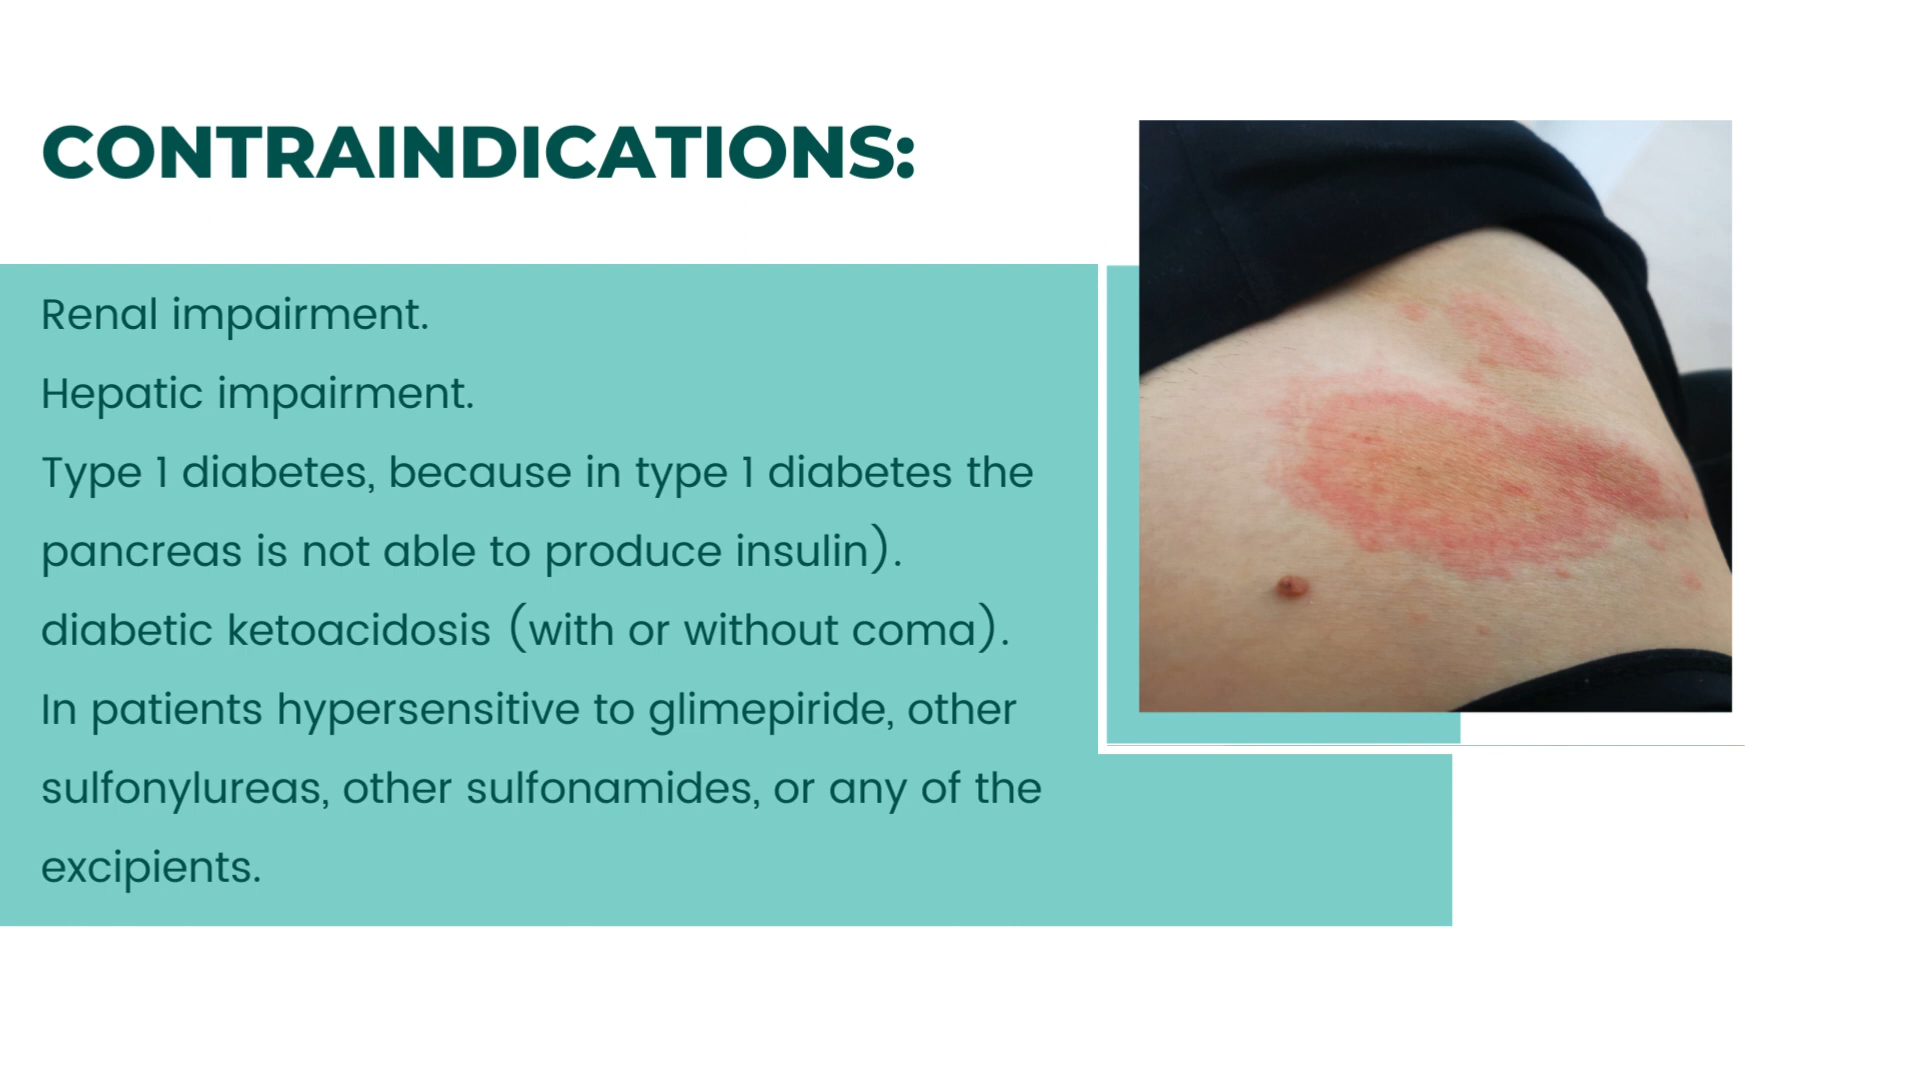 CONTRAINDICATIONS:
Renal impairment.
Hepatic impairment.
Type 1 diabetes, because in type 1 diabetes the
pancreas is not able to produce insulin).
diabetic ketoacidosis (with or without coma).
In patients hypersensitive to glimepiride, other
sulfonylureas, other sulfonamides, or any of the
excipients.